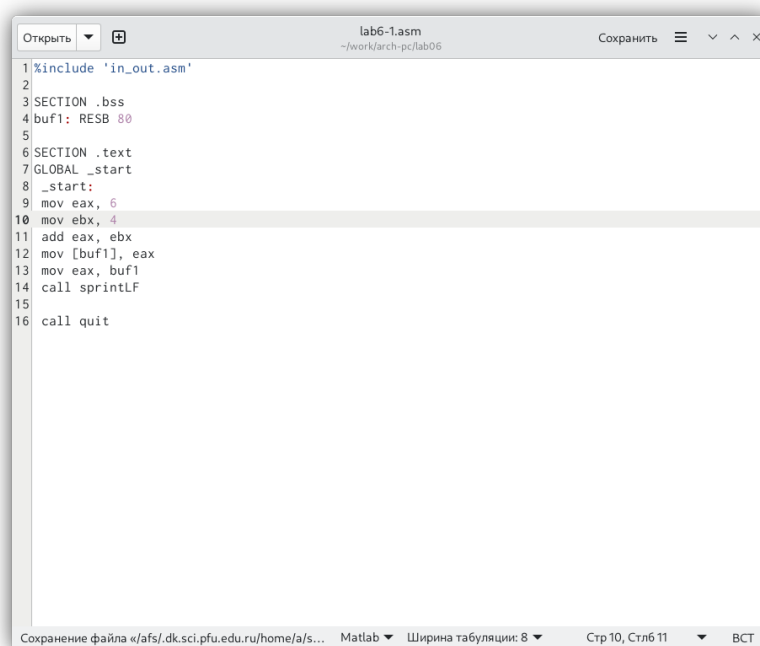 Открыть
lab6-1.asm
~/work/arch-pc/lab06
Сохранить
1 %include 'in_out.asm'
2
3 SECTION .bss
4 buf1: RESB 80
5
6 SECTION .text
7 GLOBAL _start
8 _start:
9 mov eax, 6
10 mov ebx, 4
11 add eax, ebx
12 mov [buf1], eax
13 mov eax, buf1
14 call sprintLF
15
16 call quit
Сохранение файла «/afs/.dk.sci.pfu.edu.ru/home/a/s... Matlab Ширина табуляции: 8 Стр 10, Стлб 11 ВСТ